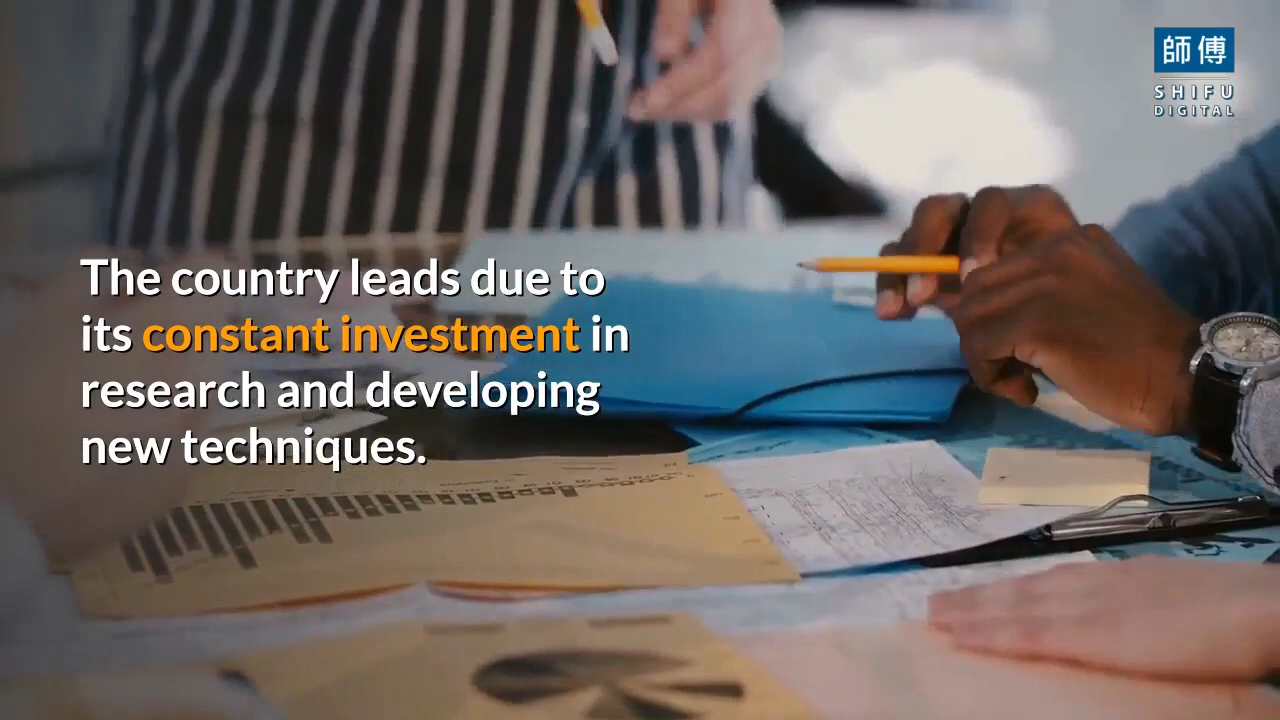 師傅
SHIFU
DIGITAL
The country leads due to
its constant investment in
research and developing
new techniques.